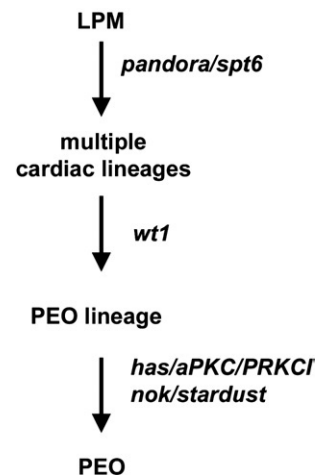 LPM
pandora/spt6
multiple
cardiac lineages
wt1
PEO lineage
has/aPKC/PRKCI
nok/stardust
PEO